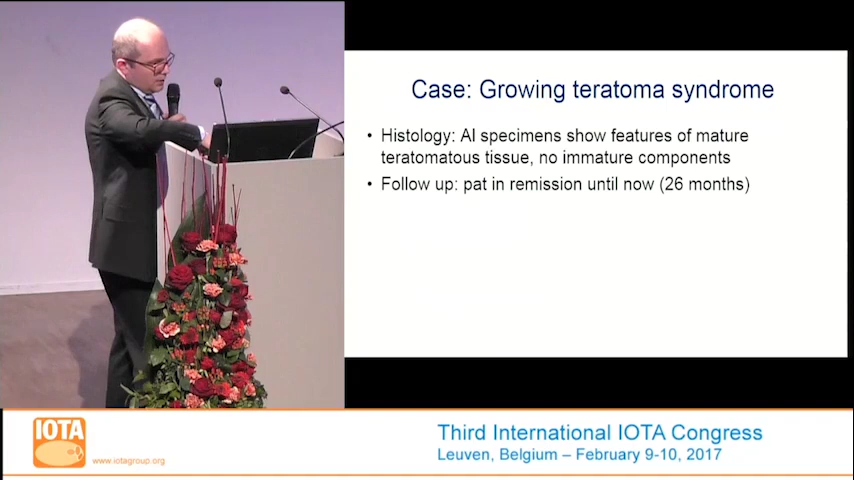 Case: Growing teratoma syndrome
• Histology: Al specimens show features of mature
teratomatous tissue, no immature components
• Follow up: pat in remission until now (26 months)
IOTA
www.iotagroup.org
Third International IOTA Congress
Leuven, Belgium – February 9-10, 2017